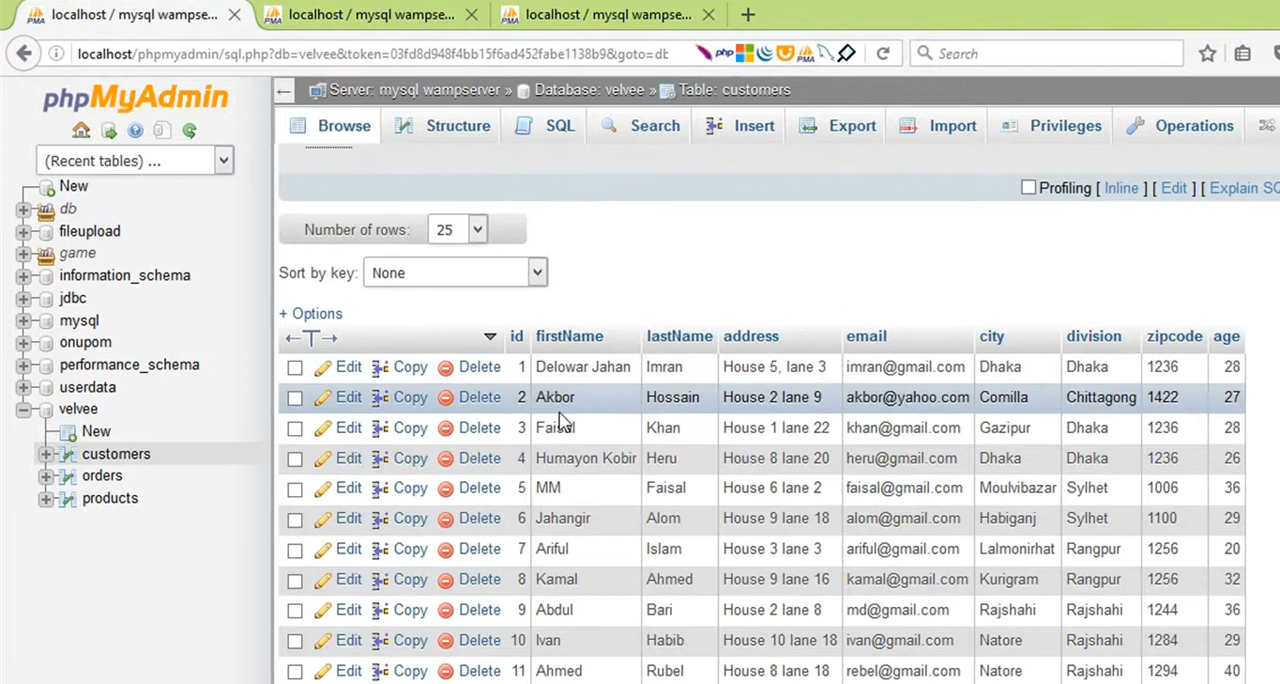 localhost / mysql wampse... localhost / mysql wampse... localhost / mysql wampse...
localhost/phpmyadmin/sql.php?db=velvee&token=03fd8d948f4bb15f6ad452fabe1138b9&goto=db Search
phpMyAdmin
(Recent tables) ...
New
db
fileupload
game
information_schema
jdbc
mysql
onupom
performance_schema
userdata
velvee
New
customers
orders
products
Server: mysql wampserver » Database: velvee » Table: customers
Browse Structure SQL Search Insert Export Import Privileges Operations
Profiling [ Inline ] [ Edit ] [ Explain SQ
Number of rows: 25
Sort by key: None
+ Options
id firstName lastName address email city division zipcode age
Edit Copy Delete 1 Delowar Jahan Imran House 5, lane 3 imran@gmail.com Dhaka Dhaka 1236 28
Edit Copy Delete 2 Akbor Hossain House 2 lane 9 akbor@yahoo.com Comilla Chittagong 1422 27
Edit Copy Delete 3 Faisal Khan House 1 lane 22 khan@gmail.com Gazipur Dhaka 1236 28
Edit Copy Delete 4 Humayon Kobir Heru House 8 lane 20 heru@gmail.com Dhaka Dhaka 1236 26
Edit Copy Delete 5 MM Faisal House 6 lane 2 faisal@gmail.com Moulvibazar Sylhet 1006 36
Edit Copy Delete 6 Jahangir Alom House 9 lane 18 alom@gmail.com Habiganj Sylhet 1100 29
Edit Copy Delete 7 Ariful Islam House 3 lane 3 ariful@gmail.com Lalmonirhat Rangpur 1256 20
Edit Copy Delete 8 Kamal Ahmed House 9 lane 16 kamal@gmail.com Kurigram Rangpur 1256 32
Edit Copy Delete 9 Abdul Bari House 2 lane 8 md@gmail.com Rajshahi Rajshahi 1244 36
Edit Copy Delete 10 Ivan Habib House 10 lane 18 ivan@gmail.com Natore Rajshahi 1284 29
Edit Copy Delete 11 Ahmed Rubel House 8 lane 18 rebel@gmail.com Natore Rajshahi 1294 40